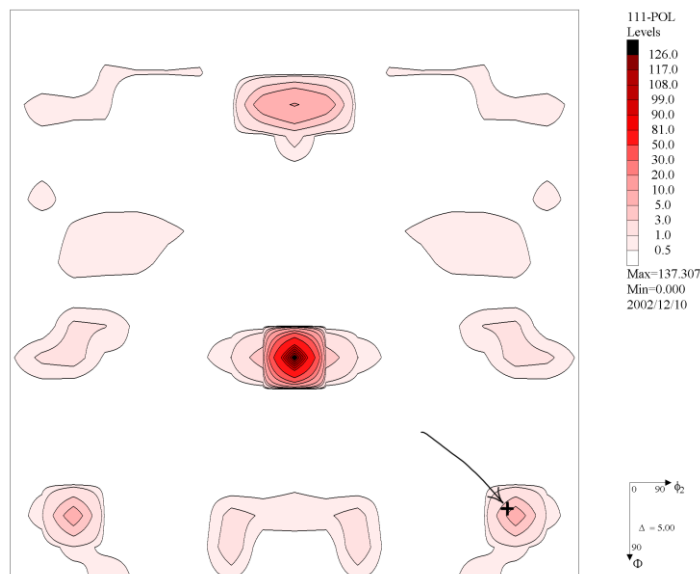 111-POL
Levels
126.0
117.0
108.0
99.0
90.0
81.0
50.0
30.0
20.0
10.0
5.0
3.0
1.0
0.5
Max=137.307
Min=0.000
2002/12/10
0 90 ϕ2
Δ = 5.00
90
Φ